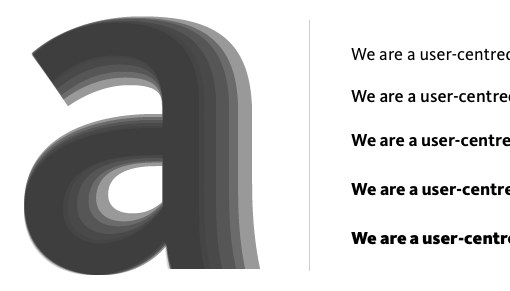 a
We are a user-centred
We are a user-centred
We are a user-centre
We are a user-centre
We are a user-centr